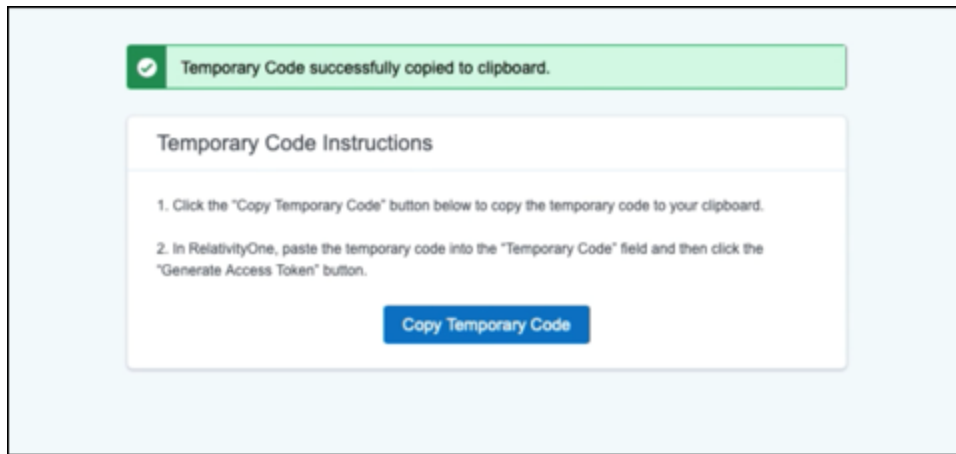 Temporary Code successfully copied to clipboard.
Temporary Code Instructions
1. Click the "Copy Temporary Code" button below to copy the temporary code to your clipboard.
2. In RelativityOne, paste the temporary code into the "Temporary Code" field and then click the
"Generate Access Token" button.
Copy Temporary Code